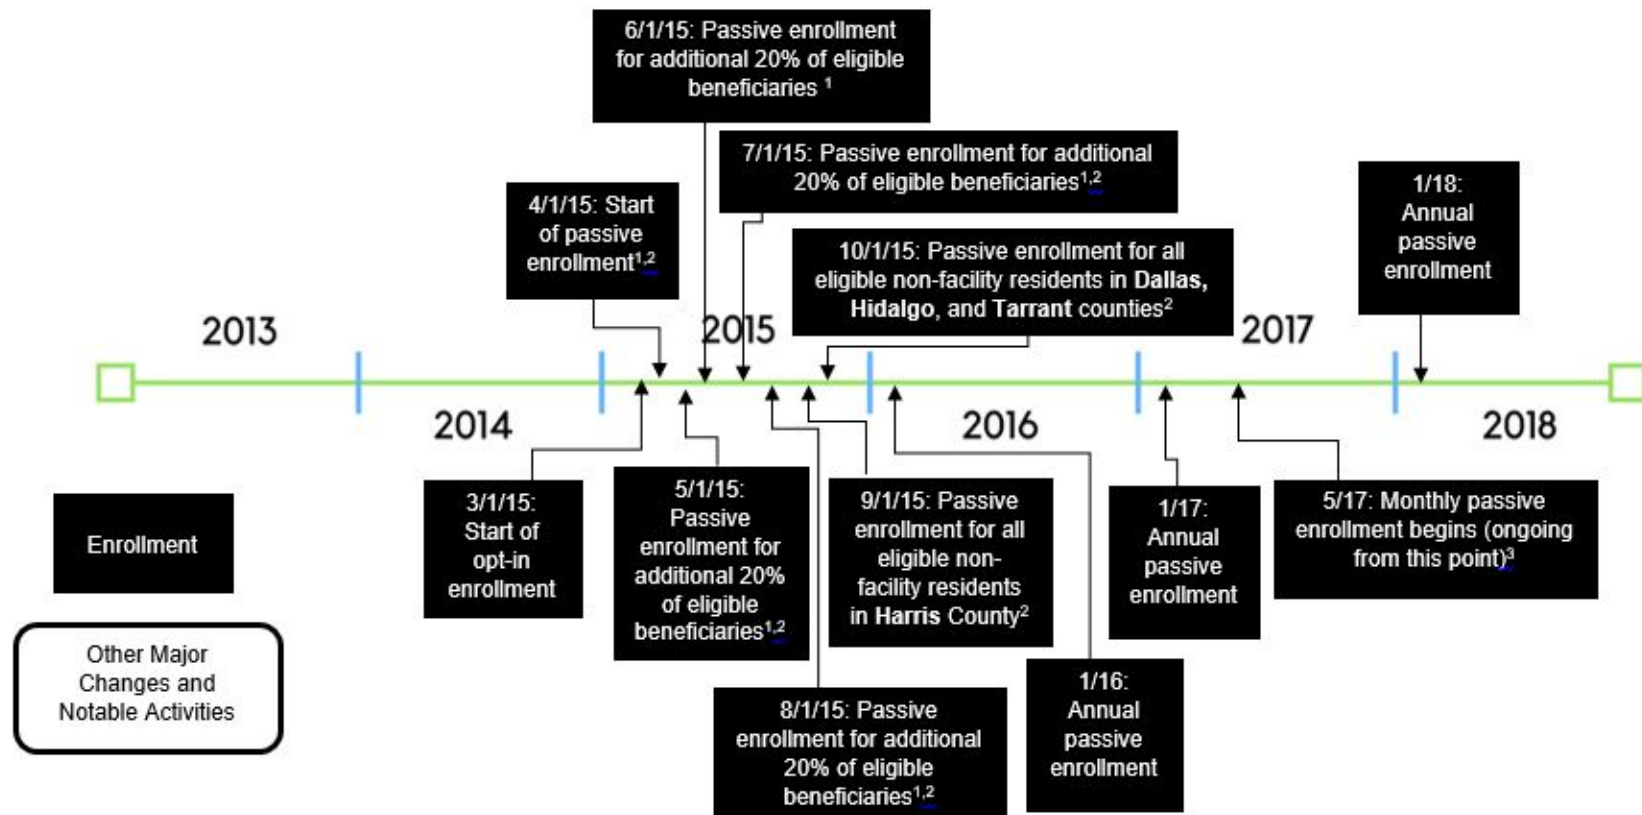 6/1/15: Passive enrollment
for additional 20% of eligible
beneficiaries ¹
7/1/15: Passive enrollment for additional
20% of eligible beneficiaries¹,²
4/1/15: Start
of passive
enrollment¹,²
10/1/15: Passive enrollment for all
eligible non-facility residents in Dallas,
Hidalgo, and Tarrant counties²
1/18:
Annual
passive
enrollment
2013
2015
2017
2014
2016
2018
Enrollment
Other Major
Changes and
Notable Activities
3/1/15:
Start of
opt-in
enrollment
5/1/15:
Passive
enrollment for
additional 20%
of eligible
beneficiaries¹,²
8/1/15: Passive
enrollment for additional
20% of eligible
beneficiaries¹,²
9/1/15: Passive
enrollment for all
eligible non-
facility residents
in Harris County²
1/16:
Annual
passive
enrollment
1/17:
Annual
passive
enrollment
5/17: Monthly passive
enrollment begins (ongoing
from this point)³